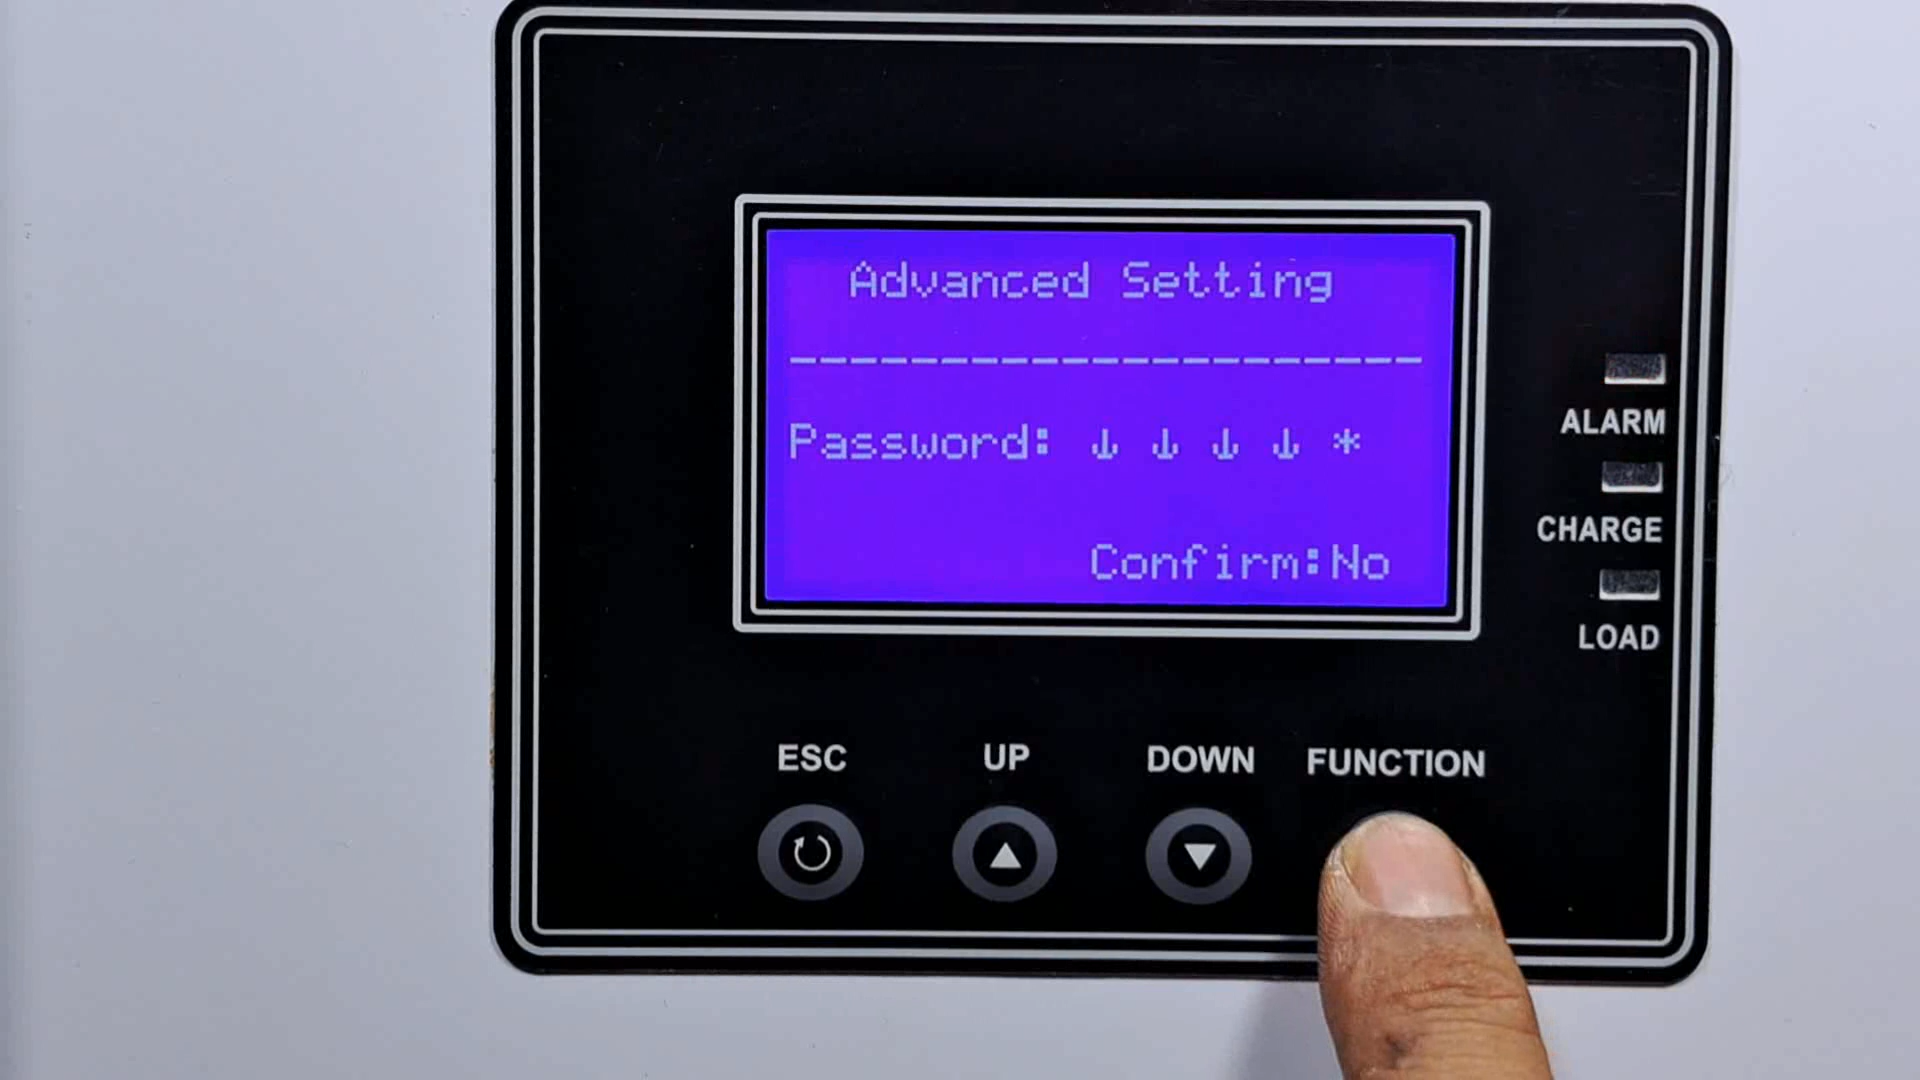 Advanced Setting
---------------------
Password: ↓ ↓ ↓ ↓ *
Confirm:No
ALARM
CHARGE
LOAD
ESC UP DOWN FUNCTION